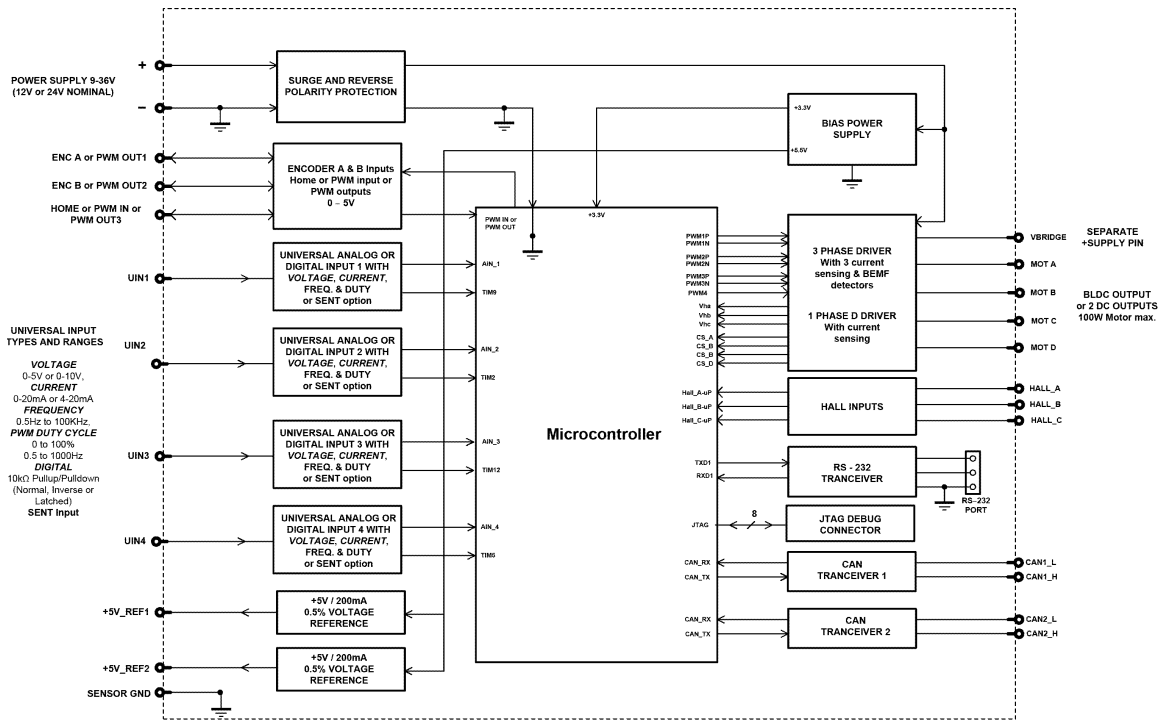 POWER SUPPLY 9-36V
(12V or 24V NOMINAL)
+
−
SURGE AND REVERSE
POLARITY PROTECTION
+3.3V
BIAS POWER
SUPPLY
+5.5V
ENC A or PWM OUT1
ENC B or PWM OUT2
HOME or PWM IN or
PWM OUT3
ENCODER A & B Inputs
Home or PWM input or
PWM outputs
0 – 5V
PWM IN or
PWM OUT
+3.3V
UIN1
UNIVERSAL ANALOG OR
DIGITAL INPUT 1 WITH
VOLTAGE, CURRENT,
FREQ. & DUTY
or SENT option
AIN_1
TIM9
UIN2
UNIVERSAL ANALOG OR
DIGITAL INPUT 2 WITH
VOLTAGE, CURRENT,
FREQ. & DUTY
or SENT option
AIN_2
TIM2
UIN3
UNIVERSAL ANALOG OR
DIGITAL INPUT 3 WITH
VOLTAGE, CURRENT,
FREQ. & DUTY
or SENT option
AIN_3
TIM12
UIN4
UNIVERSAL ANALOG OR
DIGITAL INPUT 4 WITH
VOLTAGE, CURRENT,
FREQ. & DUTY
or SENT option
AIN_4
TIM5
UNIVERSAL INPUT
TYPES AND RANGES
VOLTAGE
0-5V or 0-10V,
CURRENT
0-20mA or 4-20mA
FREQUENCY
0.5Hz to 100KHz,
PWM DUTY CYCLE
0 to 100%
0.5 to 1000Hz
DIGITAL
10kΩ Pullup/Pulldown
(Normal, Inverse or
Latched)
SENT Input
+5V_REF1
+5V / 200mA
0.5% VOLTAGE
REFERENCE
+5V_REF2
+5V / 200mA
0.5% VOLTAGE
REFERENCE
SENSOR GND
Microcontroller
PWM1P
PWM1N
PWM2P
PWM2N
PWM3P
PWM3N
PWM4
Vha
Vhb
Vhc
CS_A
CS_B
CS_B
CS_D
3 PHASE DRIVER
With 3 current
sensing & BEMF
detectors
1 PHASE D DRIVER
With current
sensing
VBRIDGE
MOT A
MOT B
MOT C
MOT D
SEPARATE
+SUPPLY PIN
BLDC OUTPUT
or 2 DC OUTPUTS
100W Motor max.
Hall_A-uP
Hall_B-uP
Hall_C-uP
HALL INPUTS
HALL_A
HALL_B
HALL_C
TXD1
RXD1
RS - 232
TRANCEIVER
RS–232
PORT
JTAG
8
JTAG DEBUG
CONNECTOR
CAN_RX
CAN_TX
CAN
TRANCEIVER 1
CAN1_L
CAN1_H
CAN_RX
CAN_TX
CAN
TRANCEIVER 2
CAN2_L
CAN2_H